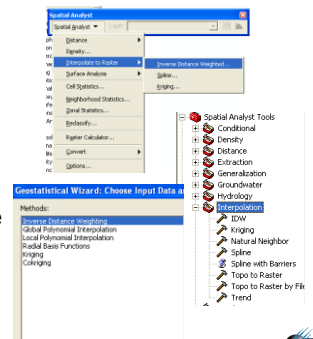 Spatial Analyst
Spatial Analyst Layer:
Distance
Density...
Interpolate to Raster
Inverse Distance Weighted...
Surface Analysis
Spline...
Cell Statistics...
Kriging...
Neighborhood Statistics...
Zonal Statistics...
Reclassify...
Raster Calculator...
Convert
Options...
Spatial Analyst Tools
Conditional
Density
Distance
Extraction
Generalization
Groundwater
Hydrology
Interpolation
IDW
Kriging
Natural Neighbor
Spline
Spline with Barriers
Topo to Raster
Topo to Raster by File
Trend
Geostatistical Wizard: Choose Input Data a
Methods:
Inverse Distance Weighting
Global Polynomial Interpolation
Local Polynomial Interpolation
Radial Basis Functions
Kriging
Cokriging